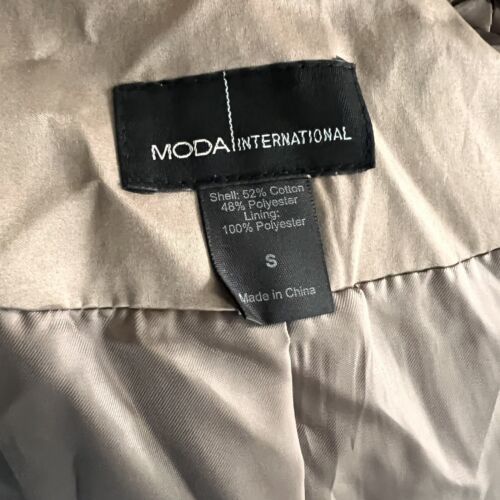 MODA INTERNATIONAL
Shell: 52% Cotton
48% Polyester
Lining:
100% Polyester
S
Made in China